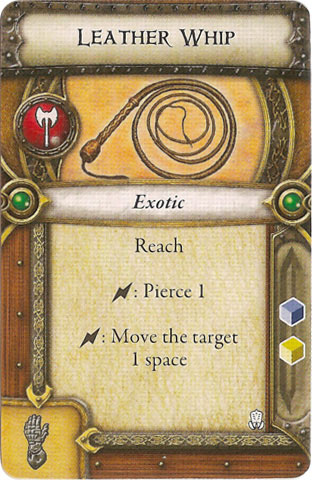 Leather Whip
Exotic
Reach
: Pierce 1
: Move the target
1 space